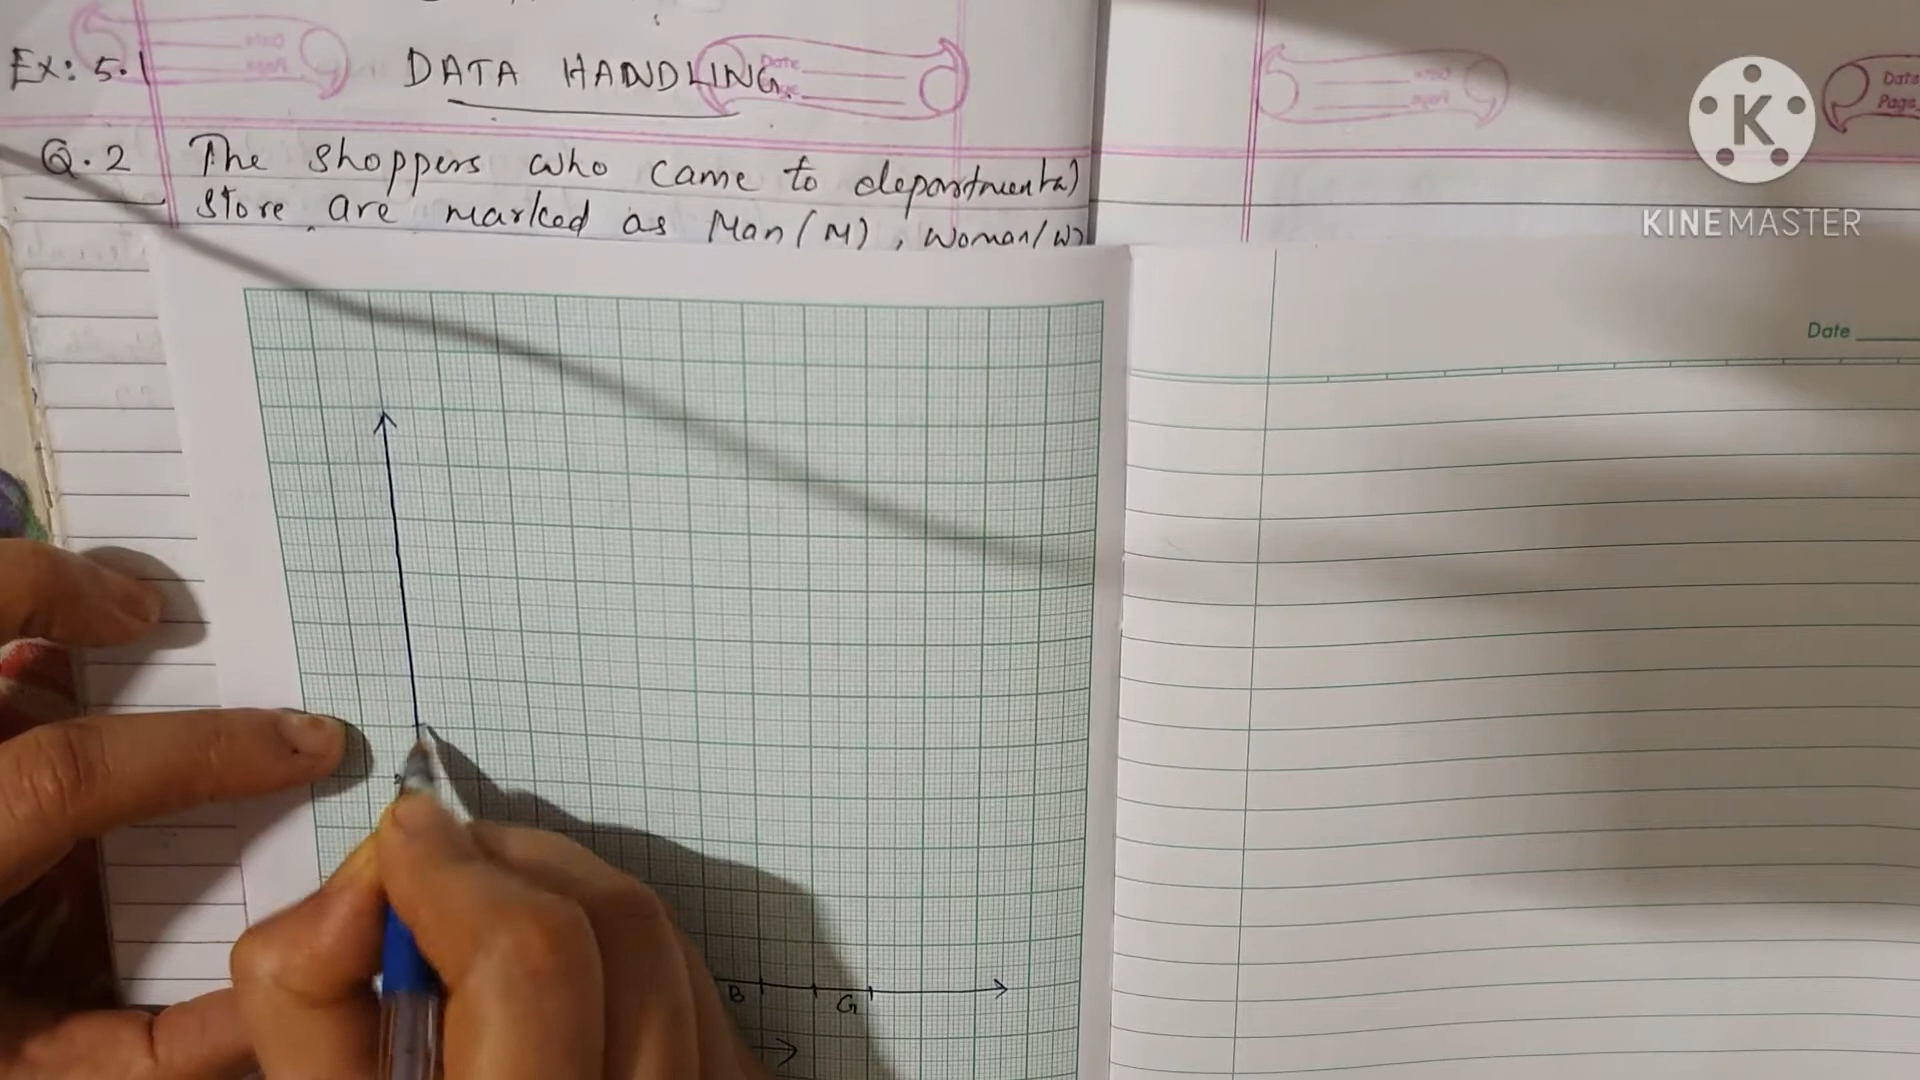 Ex: 5.1
DATA HANDLING.
Q.2 The shoppers who came to departmental
store are marked as Man (M), Woman (W)
Date
Date
Page
KINEMASTER
Date
B
G